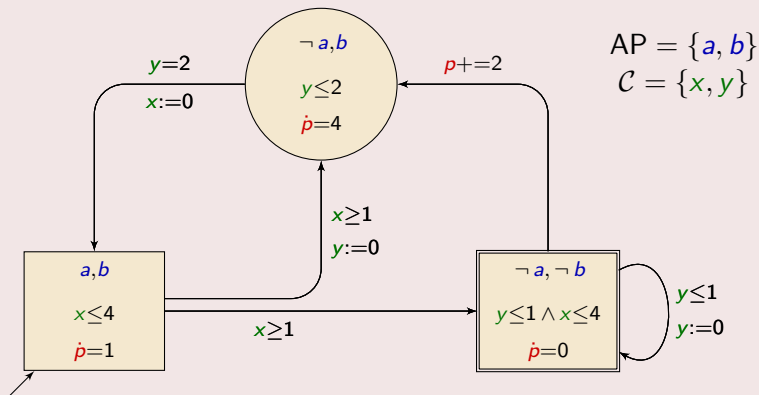 AP = {a, b}
𝒞 = {x, y}
¬ a,b
y≤2
ṗ=4
y=2
x:=0
p+=2
x≥1
y:=0
a,b
x≤4
ṗ=1
x≥1
¬ a, ¬ b
y≤1 ∧ x≤4
ṗ=0
y≤1
y:=0